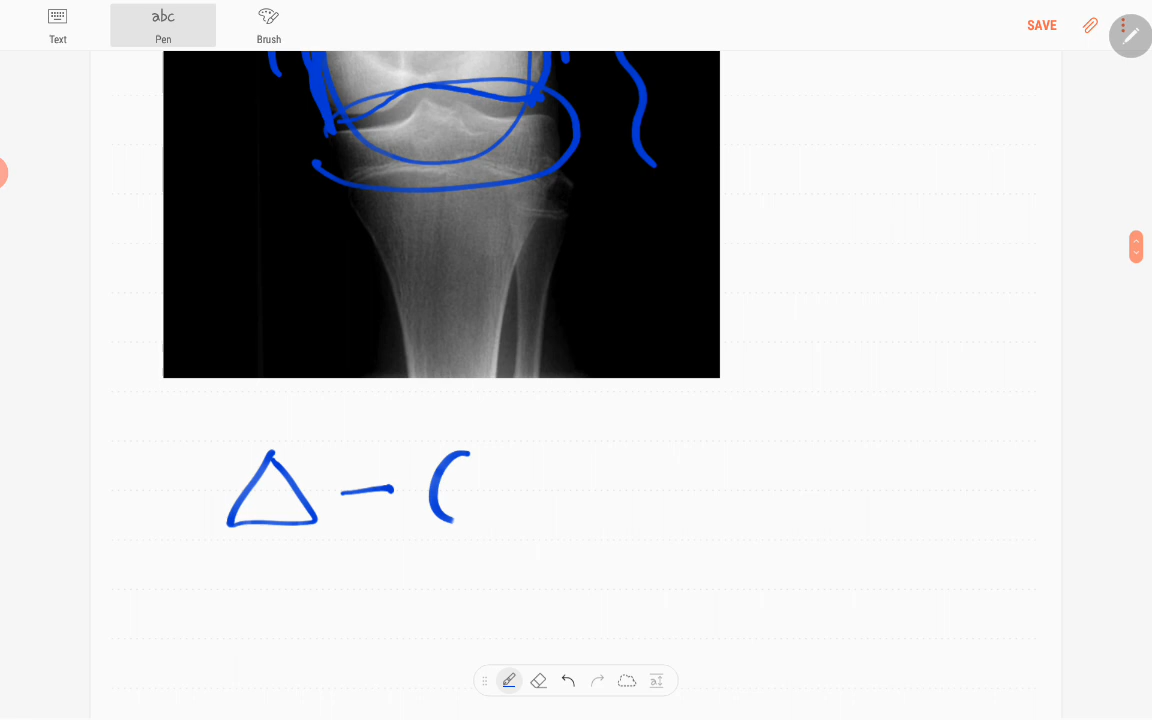 abc
Text
Pen
Brush
SAVE
Δ - (